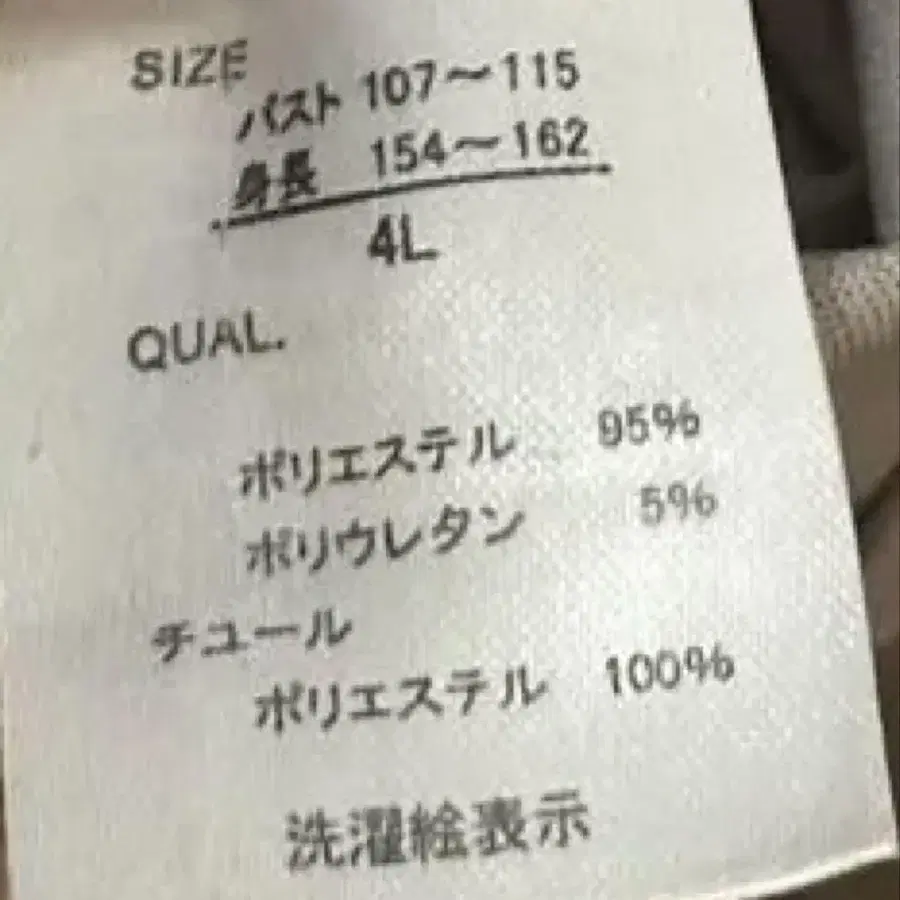 SIZE
バスト 107～115
身長 154～162
4L
QUAL.
ポリエステル 95%
ポリウレタン 5%
チュール
ポリエステル 100%
洗濯絵表示